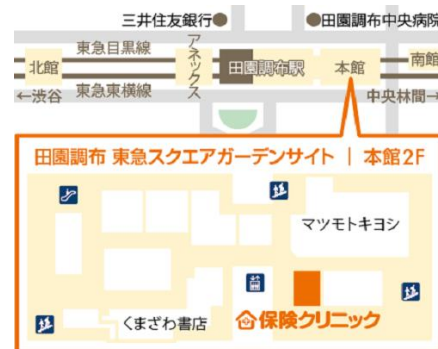 三井住友銀行
田園調布中央病院
東急目黒線
アネックス
北館
田園調布駅
本館
南館
←渋谷
東急東横線
中央林間→
田園調布 東急スクエアガーデンサイト | 本館2F
マツモトキヨシ
くまざわ書店
保険クリニック